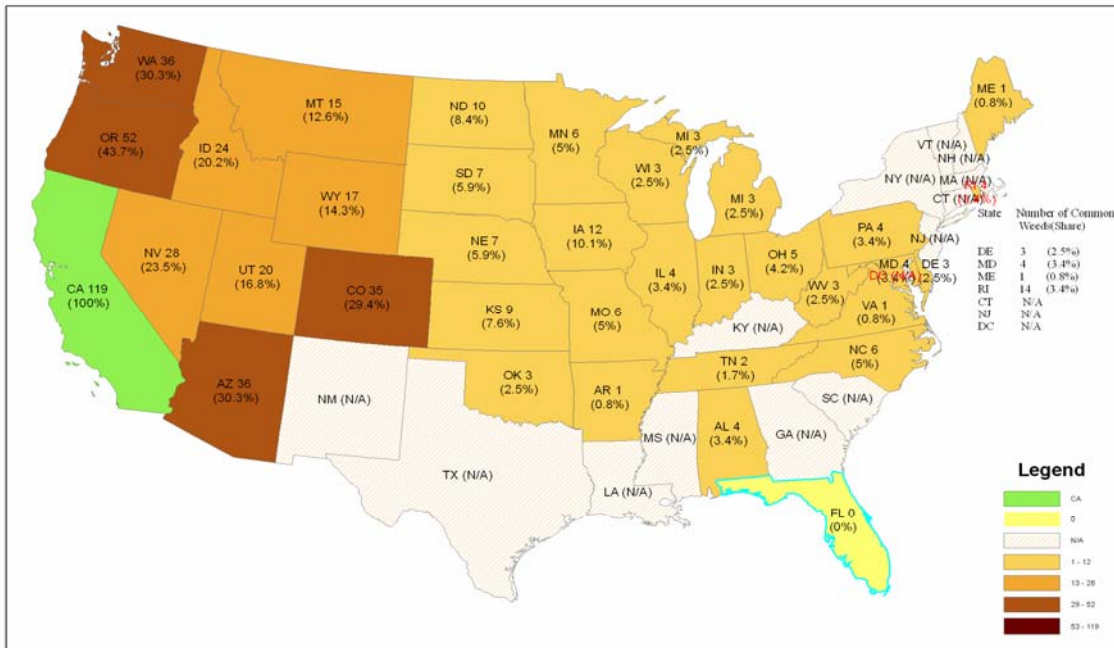 WA 36
(30.3%)
MT 15
(12.6%)
ND 10
(8.4%)
ME 1
(0.8%)
OR 52
(43.7%)
ID 24
(20.2%)
MN 6
(5%)
MI 3
(2.5%)
VT (N/A)
NH (N/A)
SD 7
(5.9%)
WI 3
(2.5%)
NY (N/A)
MA (N/A)
WY 17
(14.3%)
MI 3
(2.5%)
CT (N/A)
State Number of Common
Weeds(Share)
DE 3 (2.5%)
MD 4 (3.4%)
ME 1 (0.8%)
RI 14 (3.4%)
CT N/A
NJ N/A
DC N/A
NE 7
(5.9%)
IA 12
(10.1%)
PA 4
(3.4%)
NJ (N/A)
NV 28
(23.5%)
UT 20
(16.8%)
IL 4
(3.4%)
IN 3
(2.5%)
OH 5
(4.2%)
MD 4
(3.4%)
DE 3
(2.5%)
CA 119
(100%)
CO 35
(29.4%)
WV 3
(2.5%)
KS 9
(7.6%)
MO 6
(5%)
VA 1
(0.8%)
KY (N/A)
NC 6
(5%)
TN 2
(1.7%)
AZ 36
(30.3%)
NM (N/A)
OK 3
(2.5%)
AR 1
(0.8%)
SC (N/A)
MS (N/A)
AL 4
(3.4%)
GA (N/A)
TX (N/A)
LA (N/A)
FL 0
(0%)
Legend
CA
0
N/A
1 - 12
13 - 28
29 - 52
53 - 119